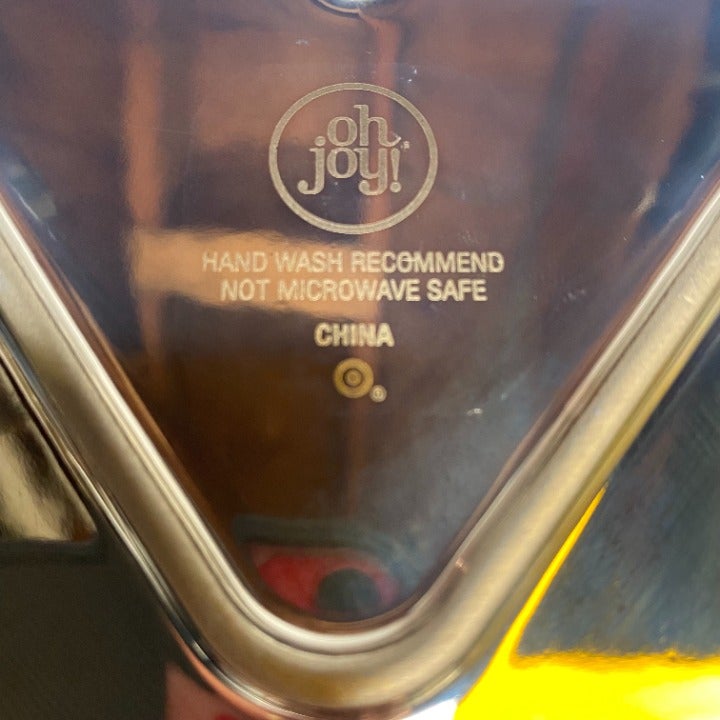 oh
joy!
HAND WASH RECOMMEND
NOT MICROWAVE SAFE
CHINA
®